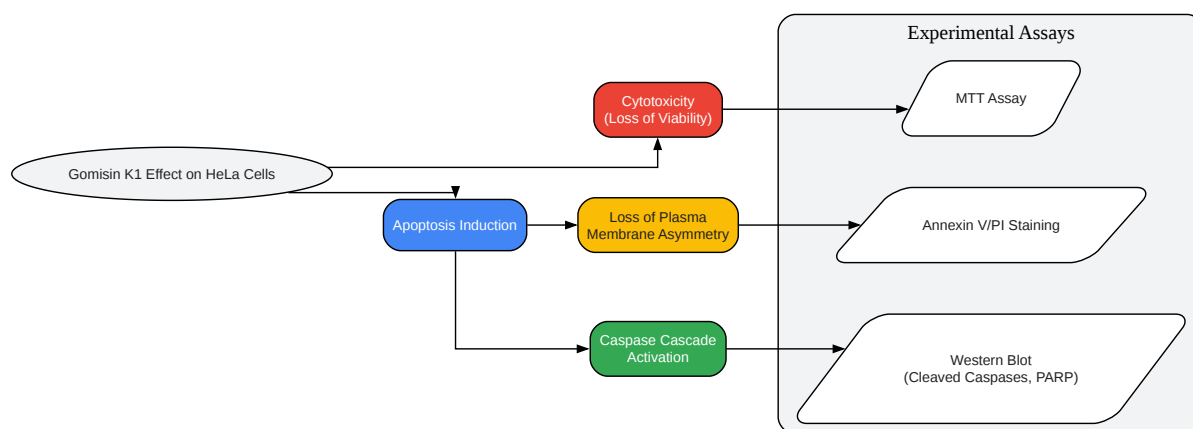 Experimental Assays
Cytotoxicity
(Loss of Viability)
MTT Assay
Gomisin K1 Effect on HeLa Cells
Apoptosis Induction
Loss of Plasma
Membrane Asymmetry
Annexin V/PI Staining
Caspase Cascade
Activation
Western Blot
(Cleaved Caspases, PARP)